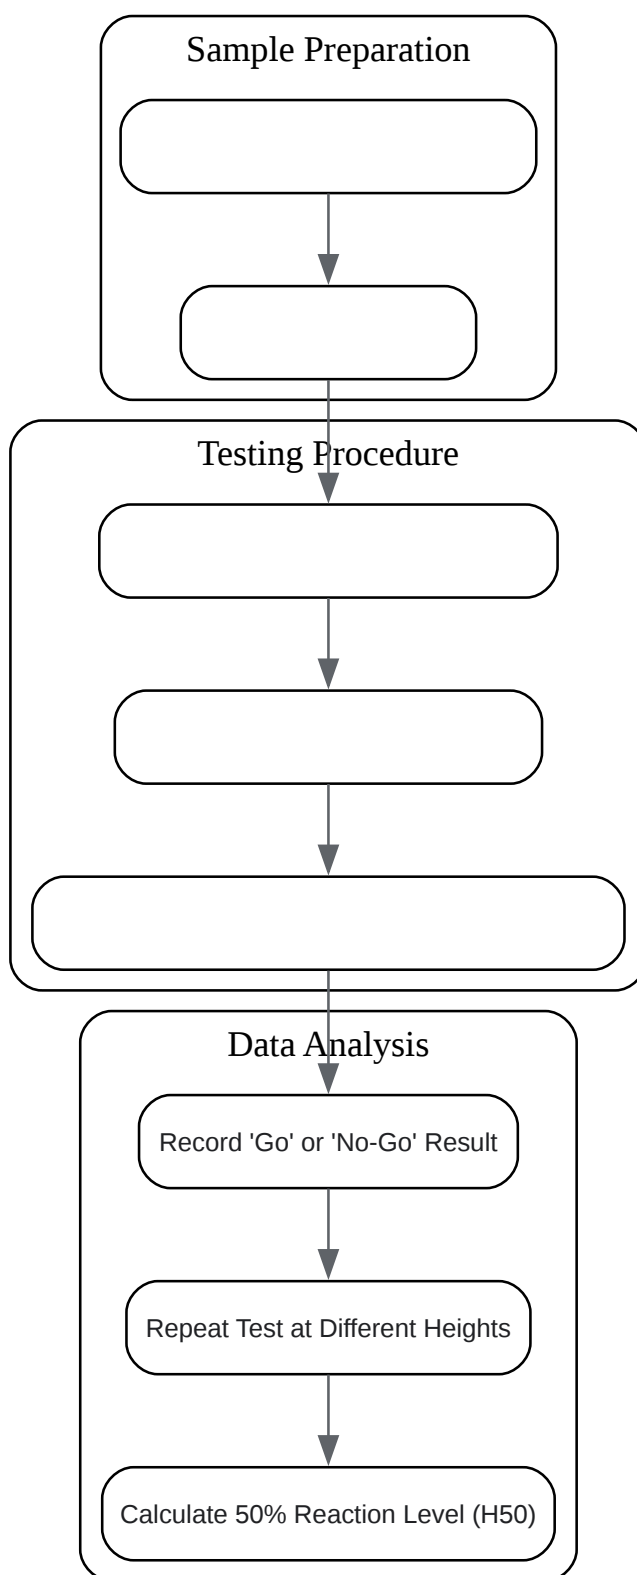 Sample Preparation
Testing Procedure
Data Analysis
Record 'Go' or 'No-Go' Result
Repeat Test at Different Heights
Calculate 50% Reaction Level (H50)